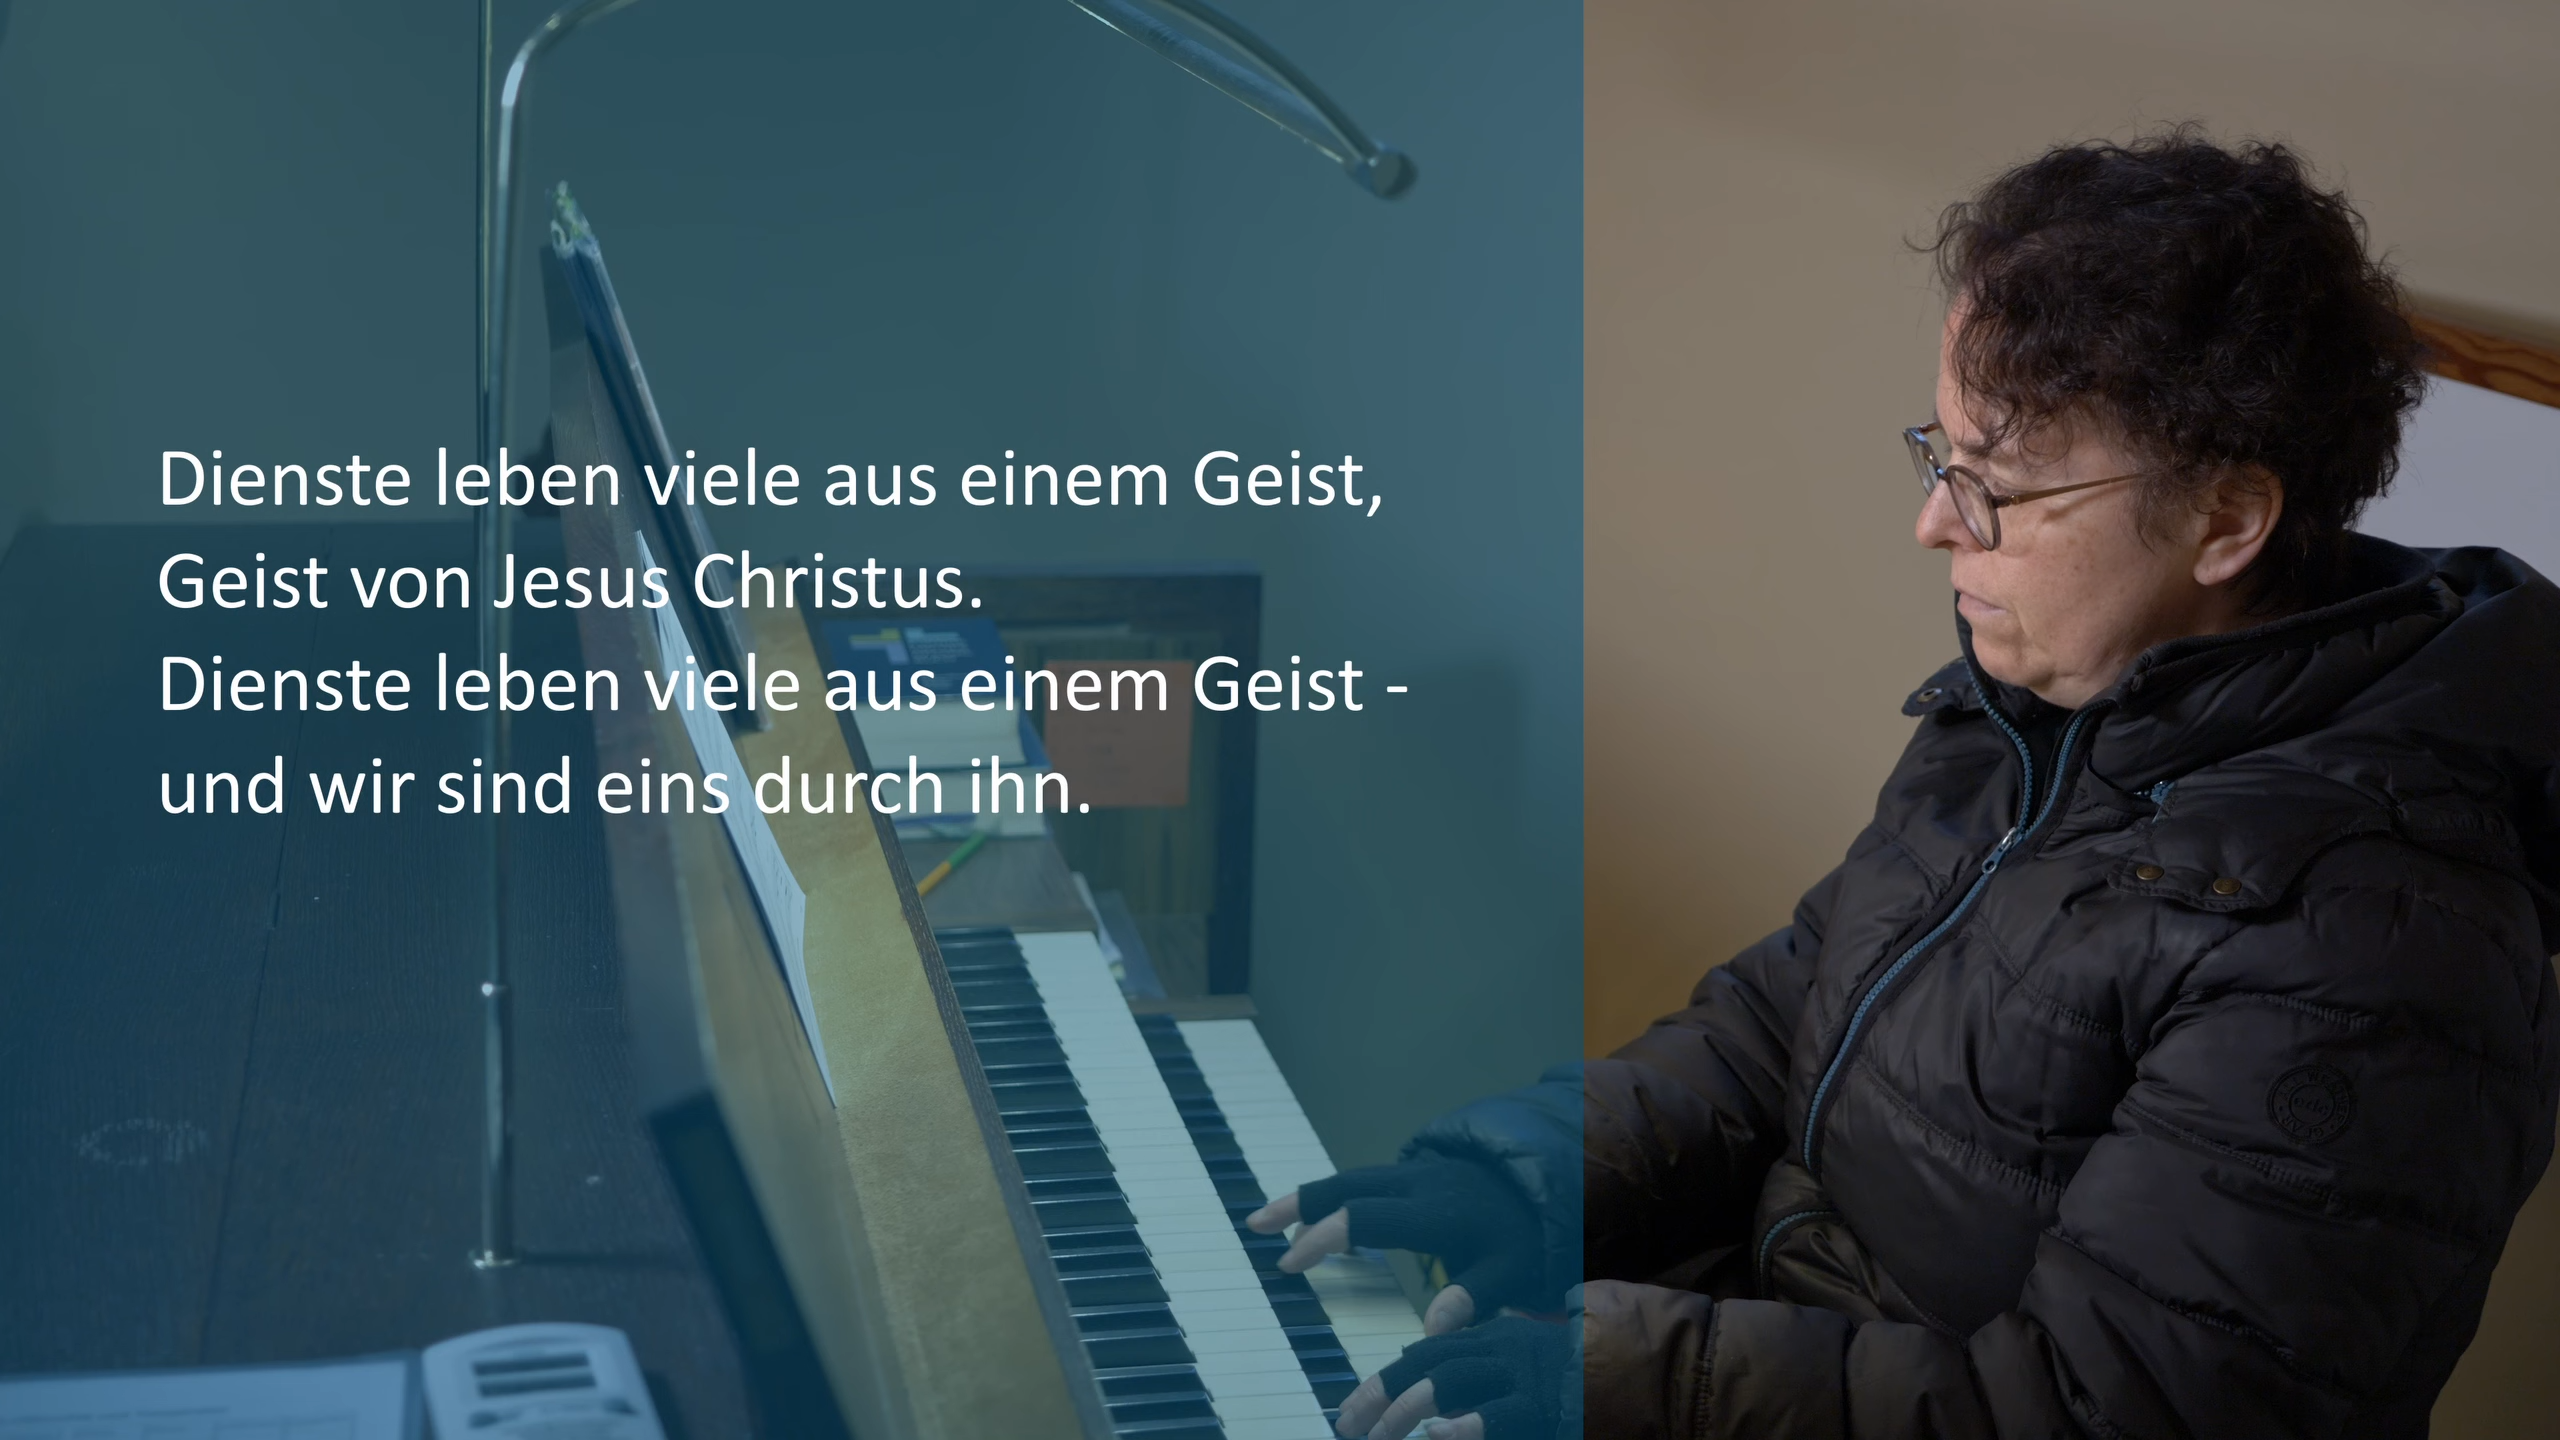 Dienste leben viele aus einem Geist,
Geist von Jesus Christus.
Dienste leben viele aus einem Geist -
und wir sind eins durch ihn.